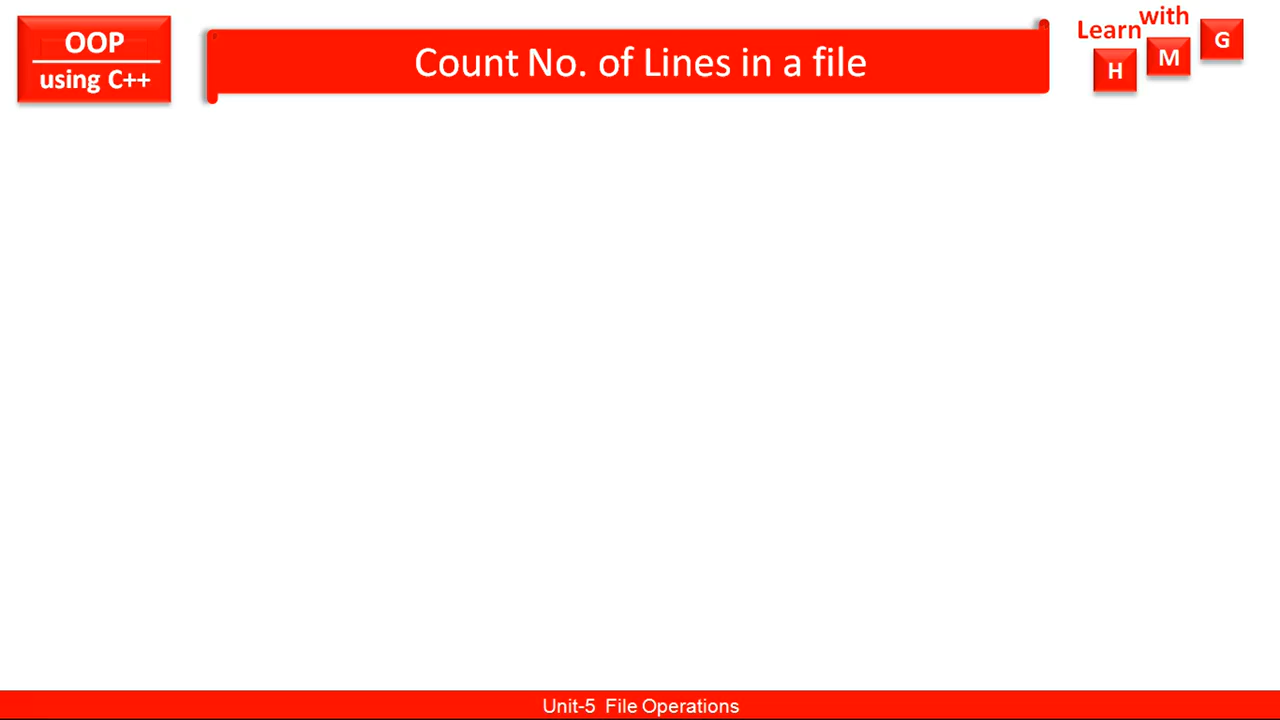 OOP
using C++
Count No. of Lines in a file
Learn with
H M G
Unit-5 File Operations